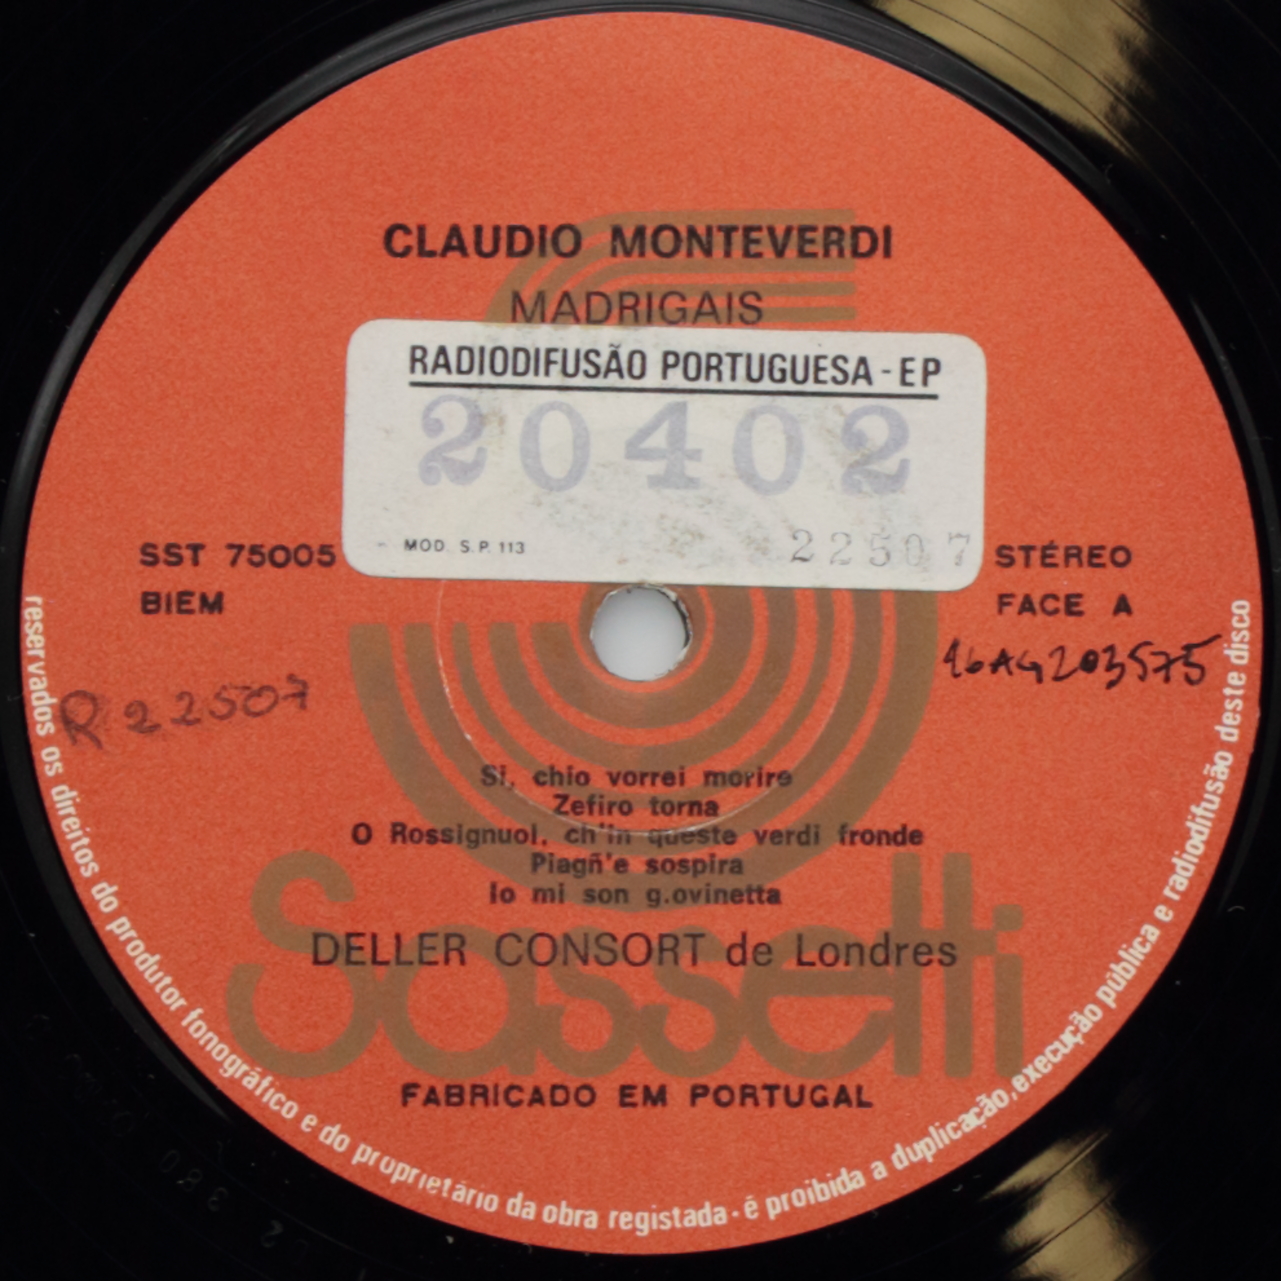 CLAUDIO MONTEVERDI
MADRIGAIS
RADIODIFUSÃO PORTUGUESA - EP
20402
MOD. S.P. 113
22507
SST 75005
STÉREO
BIEM
FACE A
R 22507
Si, chio vorrei morire
Zefiro torna
O Rossignuol, ch'in queste verdi fronde
Piagñ'e sospira
Io mi son g.ovinetta
DELLER CONSORT de Londres
Sassetti
FABRICADO EM PORTUGAL
reservados os direitos do produtor fonográfico e do proprietário da obra registada - é proibida a duplicação, execução pública e radiodifusão deste disco